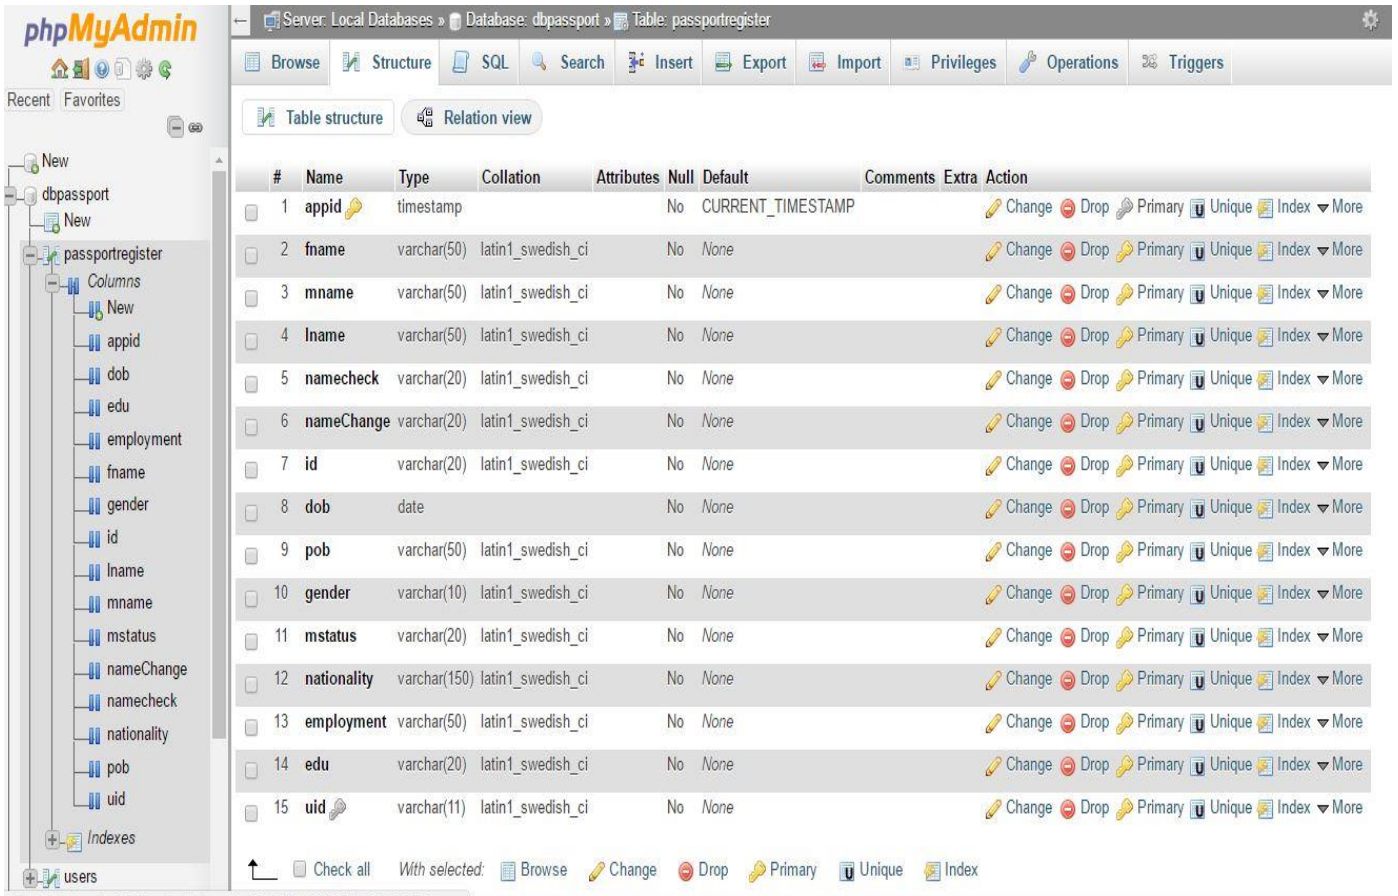 phpMyAdmin
Recent Favorites
New
dbpassport
New
passportregister
Columns
New
appid
dob
edu
employment
fname
gender
id
lname
mname
mstatus
nameChange
namecheck
nationality
pob
uid
Indexes
users
Server: Local Databases » Database: dbpassport » Table: passportregister
Browse Structure SQL Search Insert Export Import Privileges Operations Triggers
Table structure Relation view
# Name Type Collation Attributes Null Default Comments Extra Action
1 appid timestamp No CURRENT_TIMESTAMP Change Drop Primary Unique Index More
2 fname varchar(50) latin1_swedish_ci No None Change Drop Primary Unique Index More
3 mname varchar(50) latin1_swedish_ci No None Change Drop Primary Unique Index More
4 lname varchar(50) latin1_swedish_ci No None Change Drop Primary Unique Index More
5 namecheck varchar(20) latin1_swedish_ci No None Change Drop Primary Unique Index More
6 nameChange varchar(20) latin1_swedish_ci No None Change Drop Primary Unique Index More
7 id varchar(20) latin1_swedish_ci No None Change Drop Primary Unique Index More
8 dob date No None Change Drop Primary Unique Index More
9 pob varchar(50) latin1_swedish_ci No None Change Drop Primary Unique Index More
10 gender varchar(10) latin1_swedish_ci No None Change Drop Primary Unique Index More
11 mstatus varchar(20) latin1_swedish_ci No None Change Drop Primary Unique Index More
12 nationality varchar(150) latin1_swedish_ci No None Change Drop Primary Unique Index More
13 employment varchar(50) latin1_swedish_ci No None Change Drop Primary Unique Index More
14 edu varchar(20) latin1_swedish_ci No None Change Drop Primary Unique Index More
15 uid varchar(11) latin1_swedish_ci No None Change Drop Primary Unique Index More
Check all With selected: Browse Change Drop Primary Unique Index